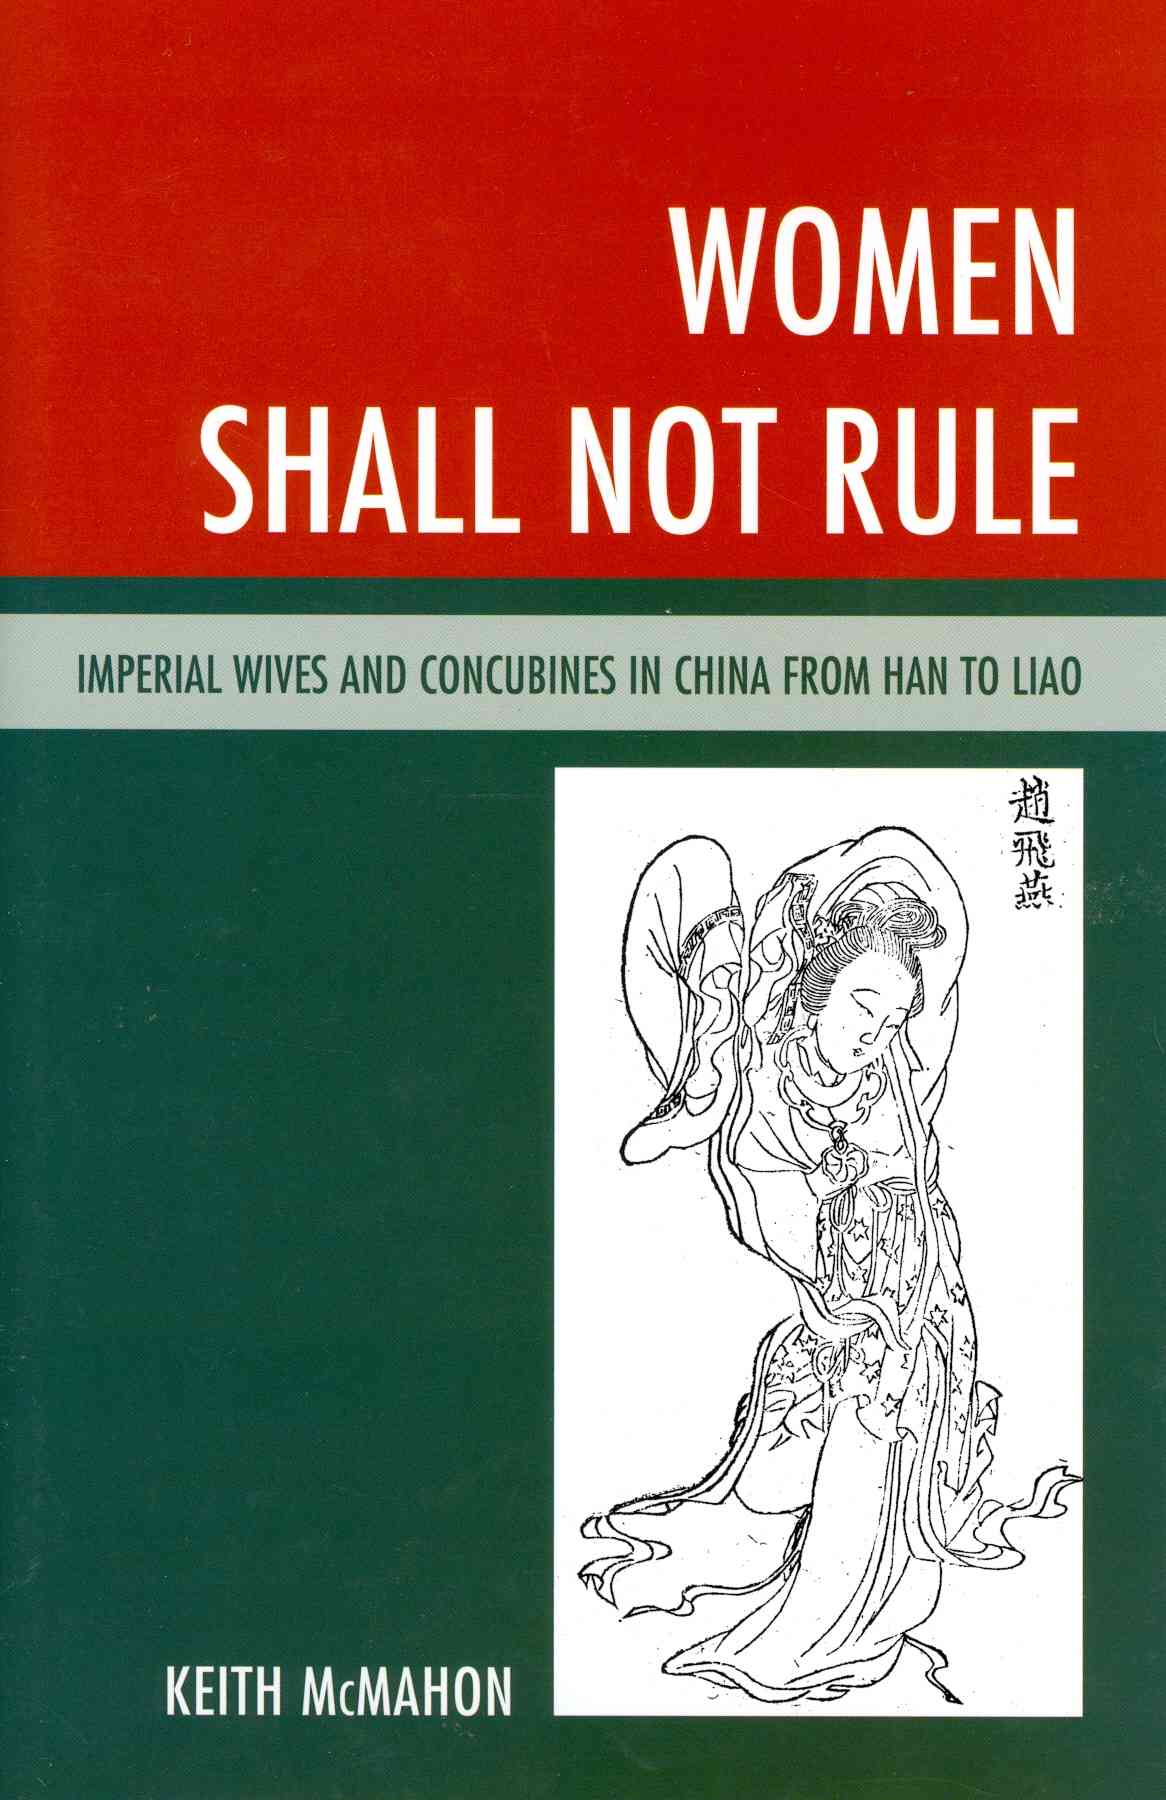 WOMEN
SHALL NOT RULE
IMPERIAL WIVES AND CONCUBINES IN CHINA FROM HAN TO LIAO
趙飛燕
KEITH McMAHON